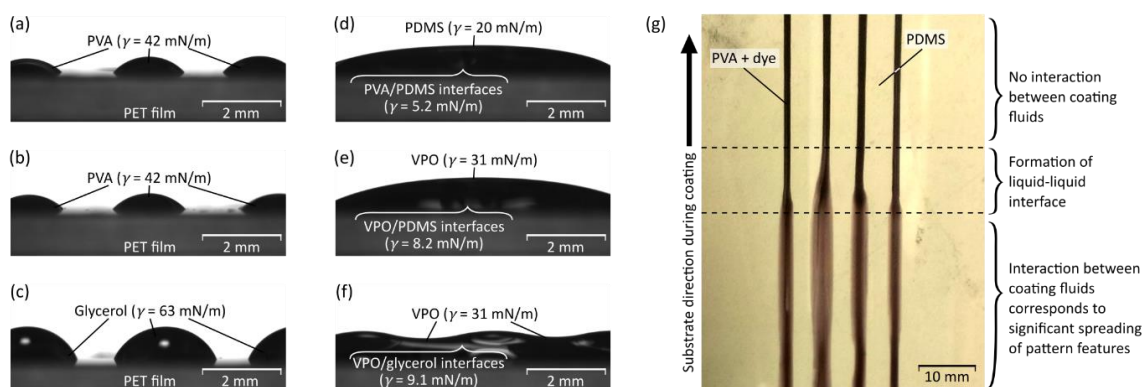 (a)
PVA (γ = 42 mN/m)
PET film
2 mm
(b)
PVA (γ = 42 mN/m)
PET film
2 mm
(c)
Glycerol (γ = 63 mN/m)
PET film
2 mm
(d)
PDMS (γ = 20 mN/m)
PVA/PDMS interfaces
(γ = 5.2 mN/m)
2 mm
(e)
VPO (γ = 31 mN/m)
VPO/PDMS interfaces
(γ = 8.2 mN/m)
2 mm
(f)
VPO (γ = 31 mN/m)
VPO/glycerol interfaces
(γ = 9.1 mN/m)
2 mm
(g)
Substrate direction during coating
PVA + dye
PDMS
10 mm
No interaction
between coating
fluids
Formation of
liquid-liquid
interface
Interaction between
coating fluids
corresponds to
significant spreading
of pattern features